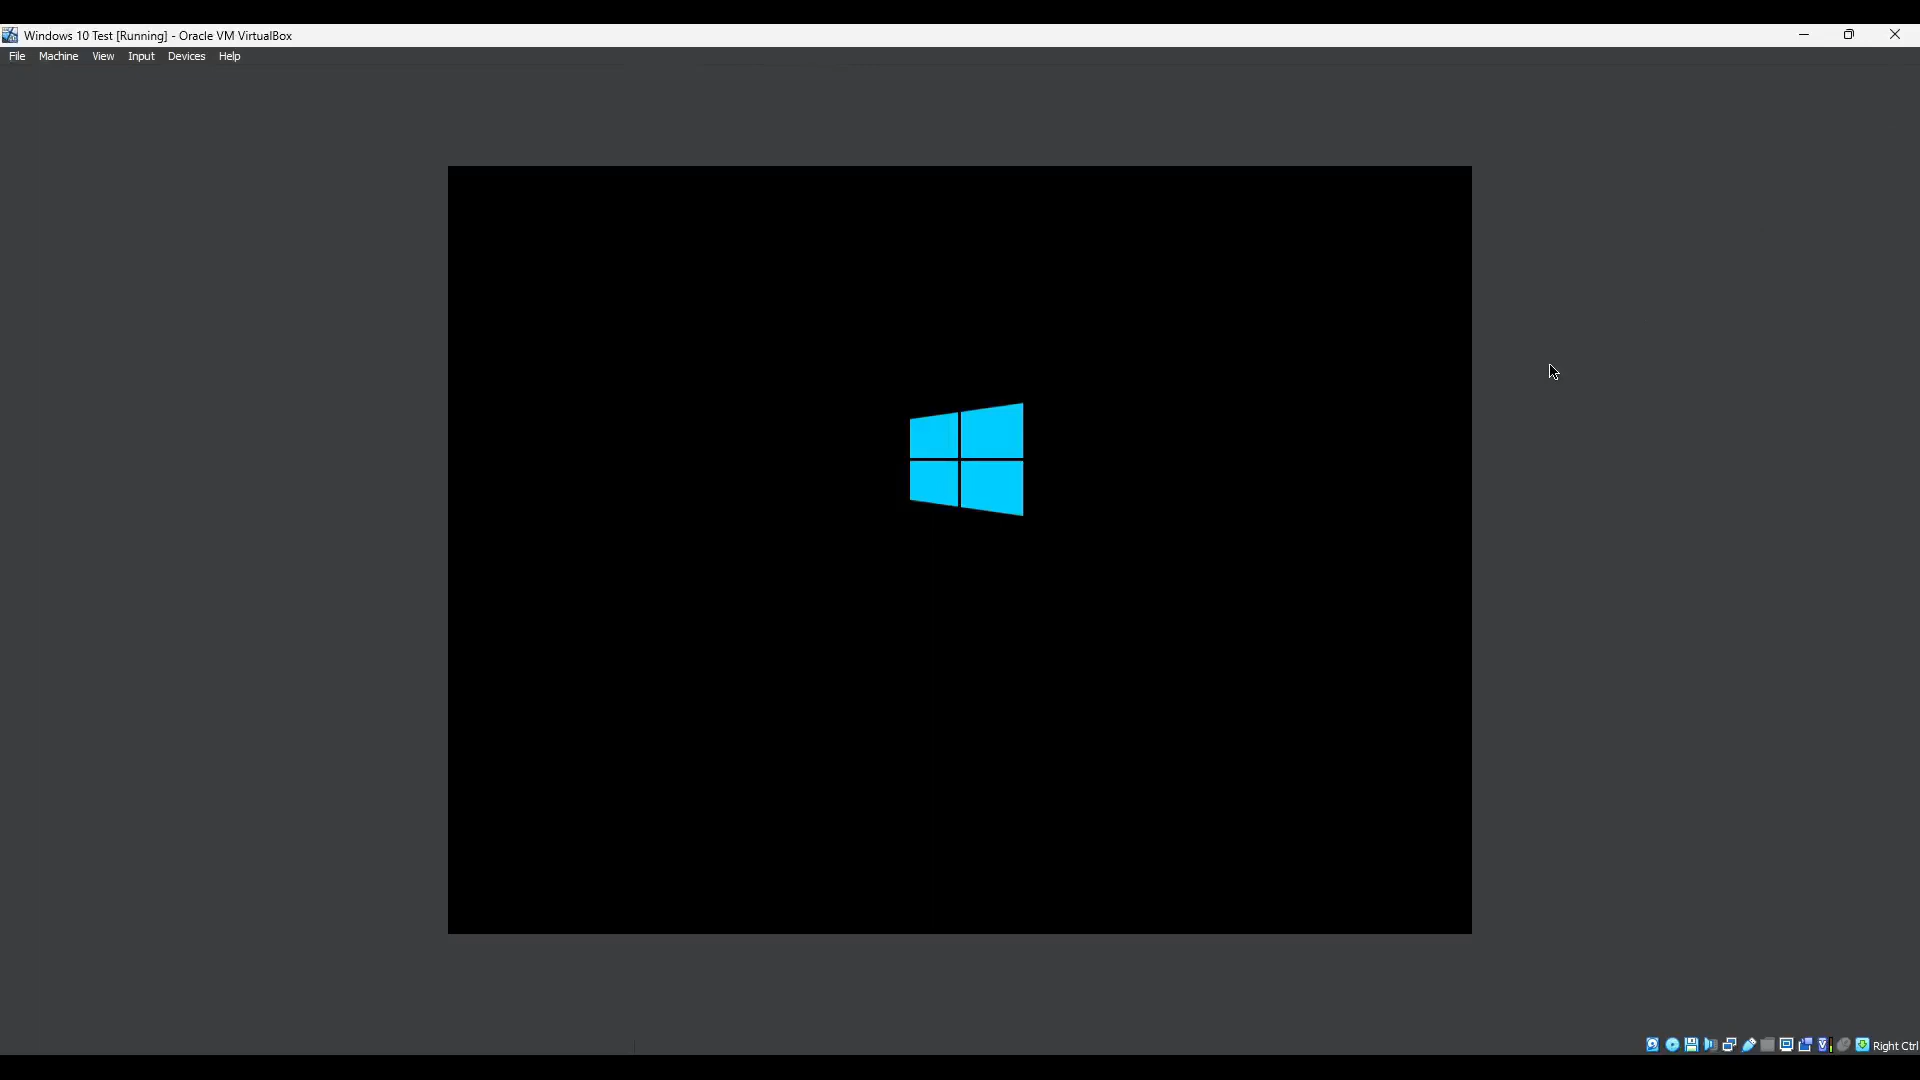 Windows 10 Test [Running] - Oracle VM VirtualBox
File Machine View Input Devices Help
Right Ctrl